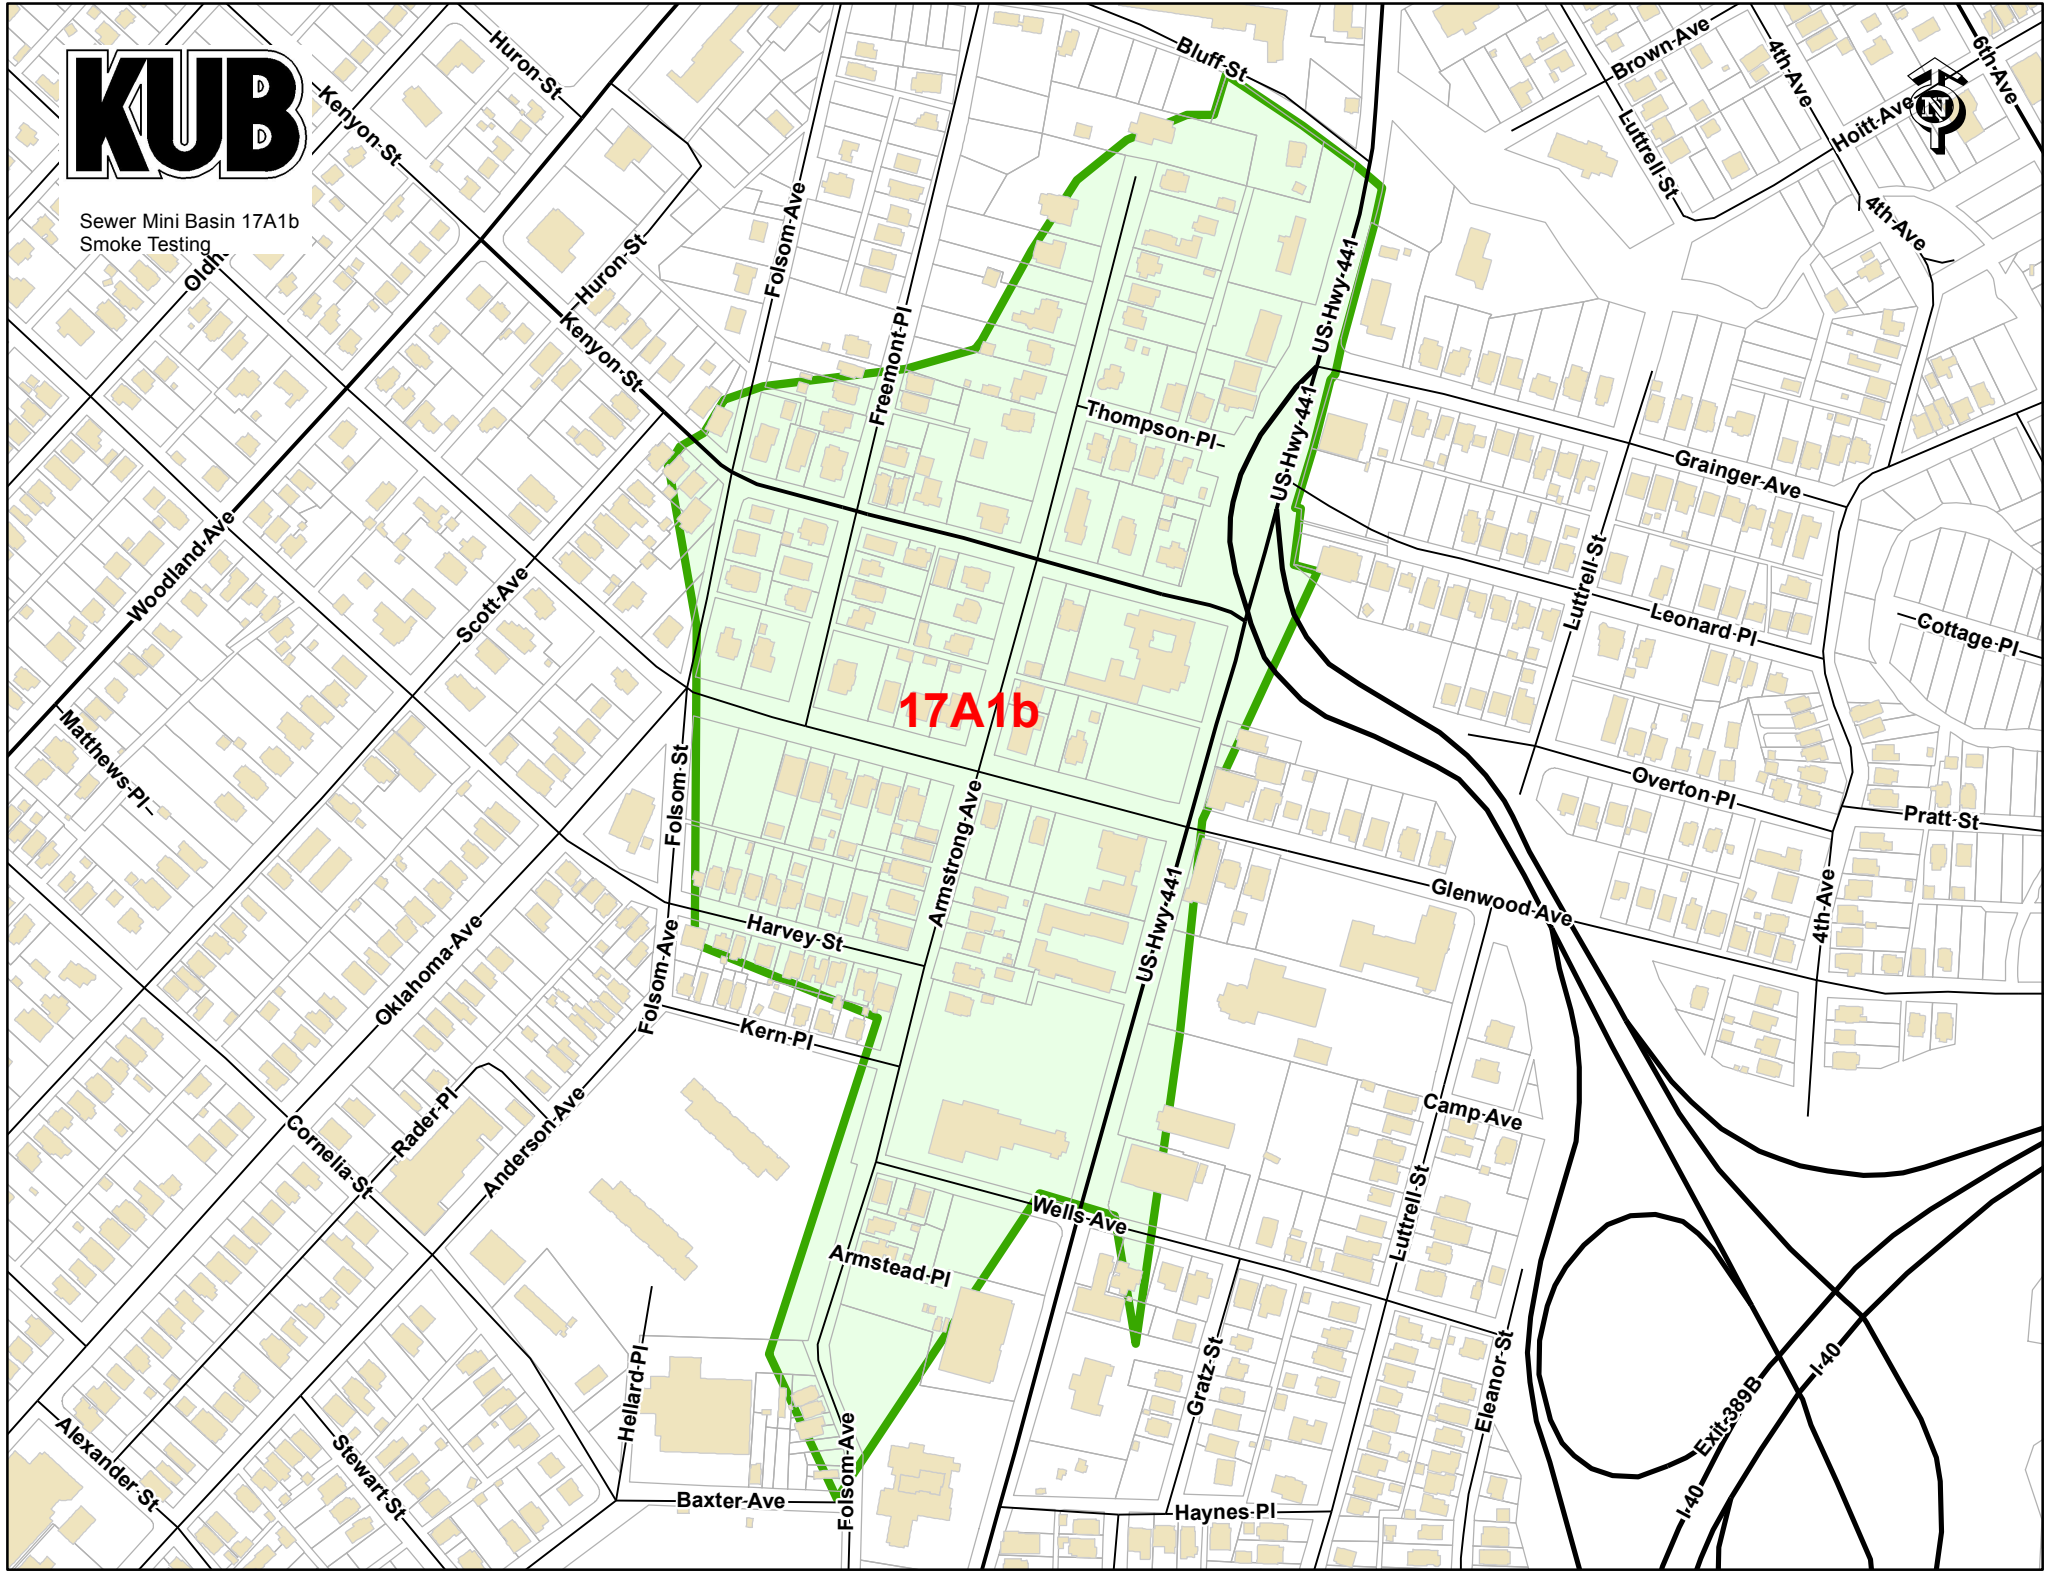 KUB
Sewer Mini Basin 17A1b
Smoke Testing
Huron-St
Kenyon-St
Bluff-St
Brown-Ave
4th-Ave
6th-Ave
Luttrell-St
Hoitt-Ave
N
4th-Ave
Folsom-Ave
Huron-St
Kenyon-St
Freemont-Pl
US-Hwy-441
US-Hwy-441
Thompson-Pl
Grainger-Ave
Woodland-Ave
Scott-Ave
Luttrell-St
Leonard-Pl
Cottage-Pl
17A1b
Matthews-Pl
Folsom-St
Armstrong-Ave
Overton-Pl
Pratt-St
Glenwood-Ave
4th-Ave
Harvey-St
US-Hwy-441
Oklahoma-Ave
Folsom-Ave
Kern-Pl
Camp-Ave
Rader-Pl
Cornelia-St
Anderson-Ave
Luttrell-St
Wells-Ave
Armstead-Pl
Hellard-Pl
Gratz-St
Eleanor-St
I-40
Exit-389B
I-40
Alexander-St
Stewart-St
Baxter-Ave
Folsom-Ave
Haynes-Pl